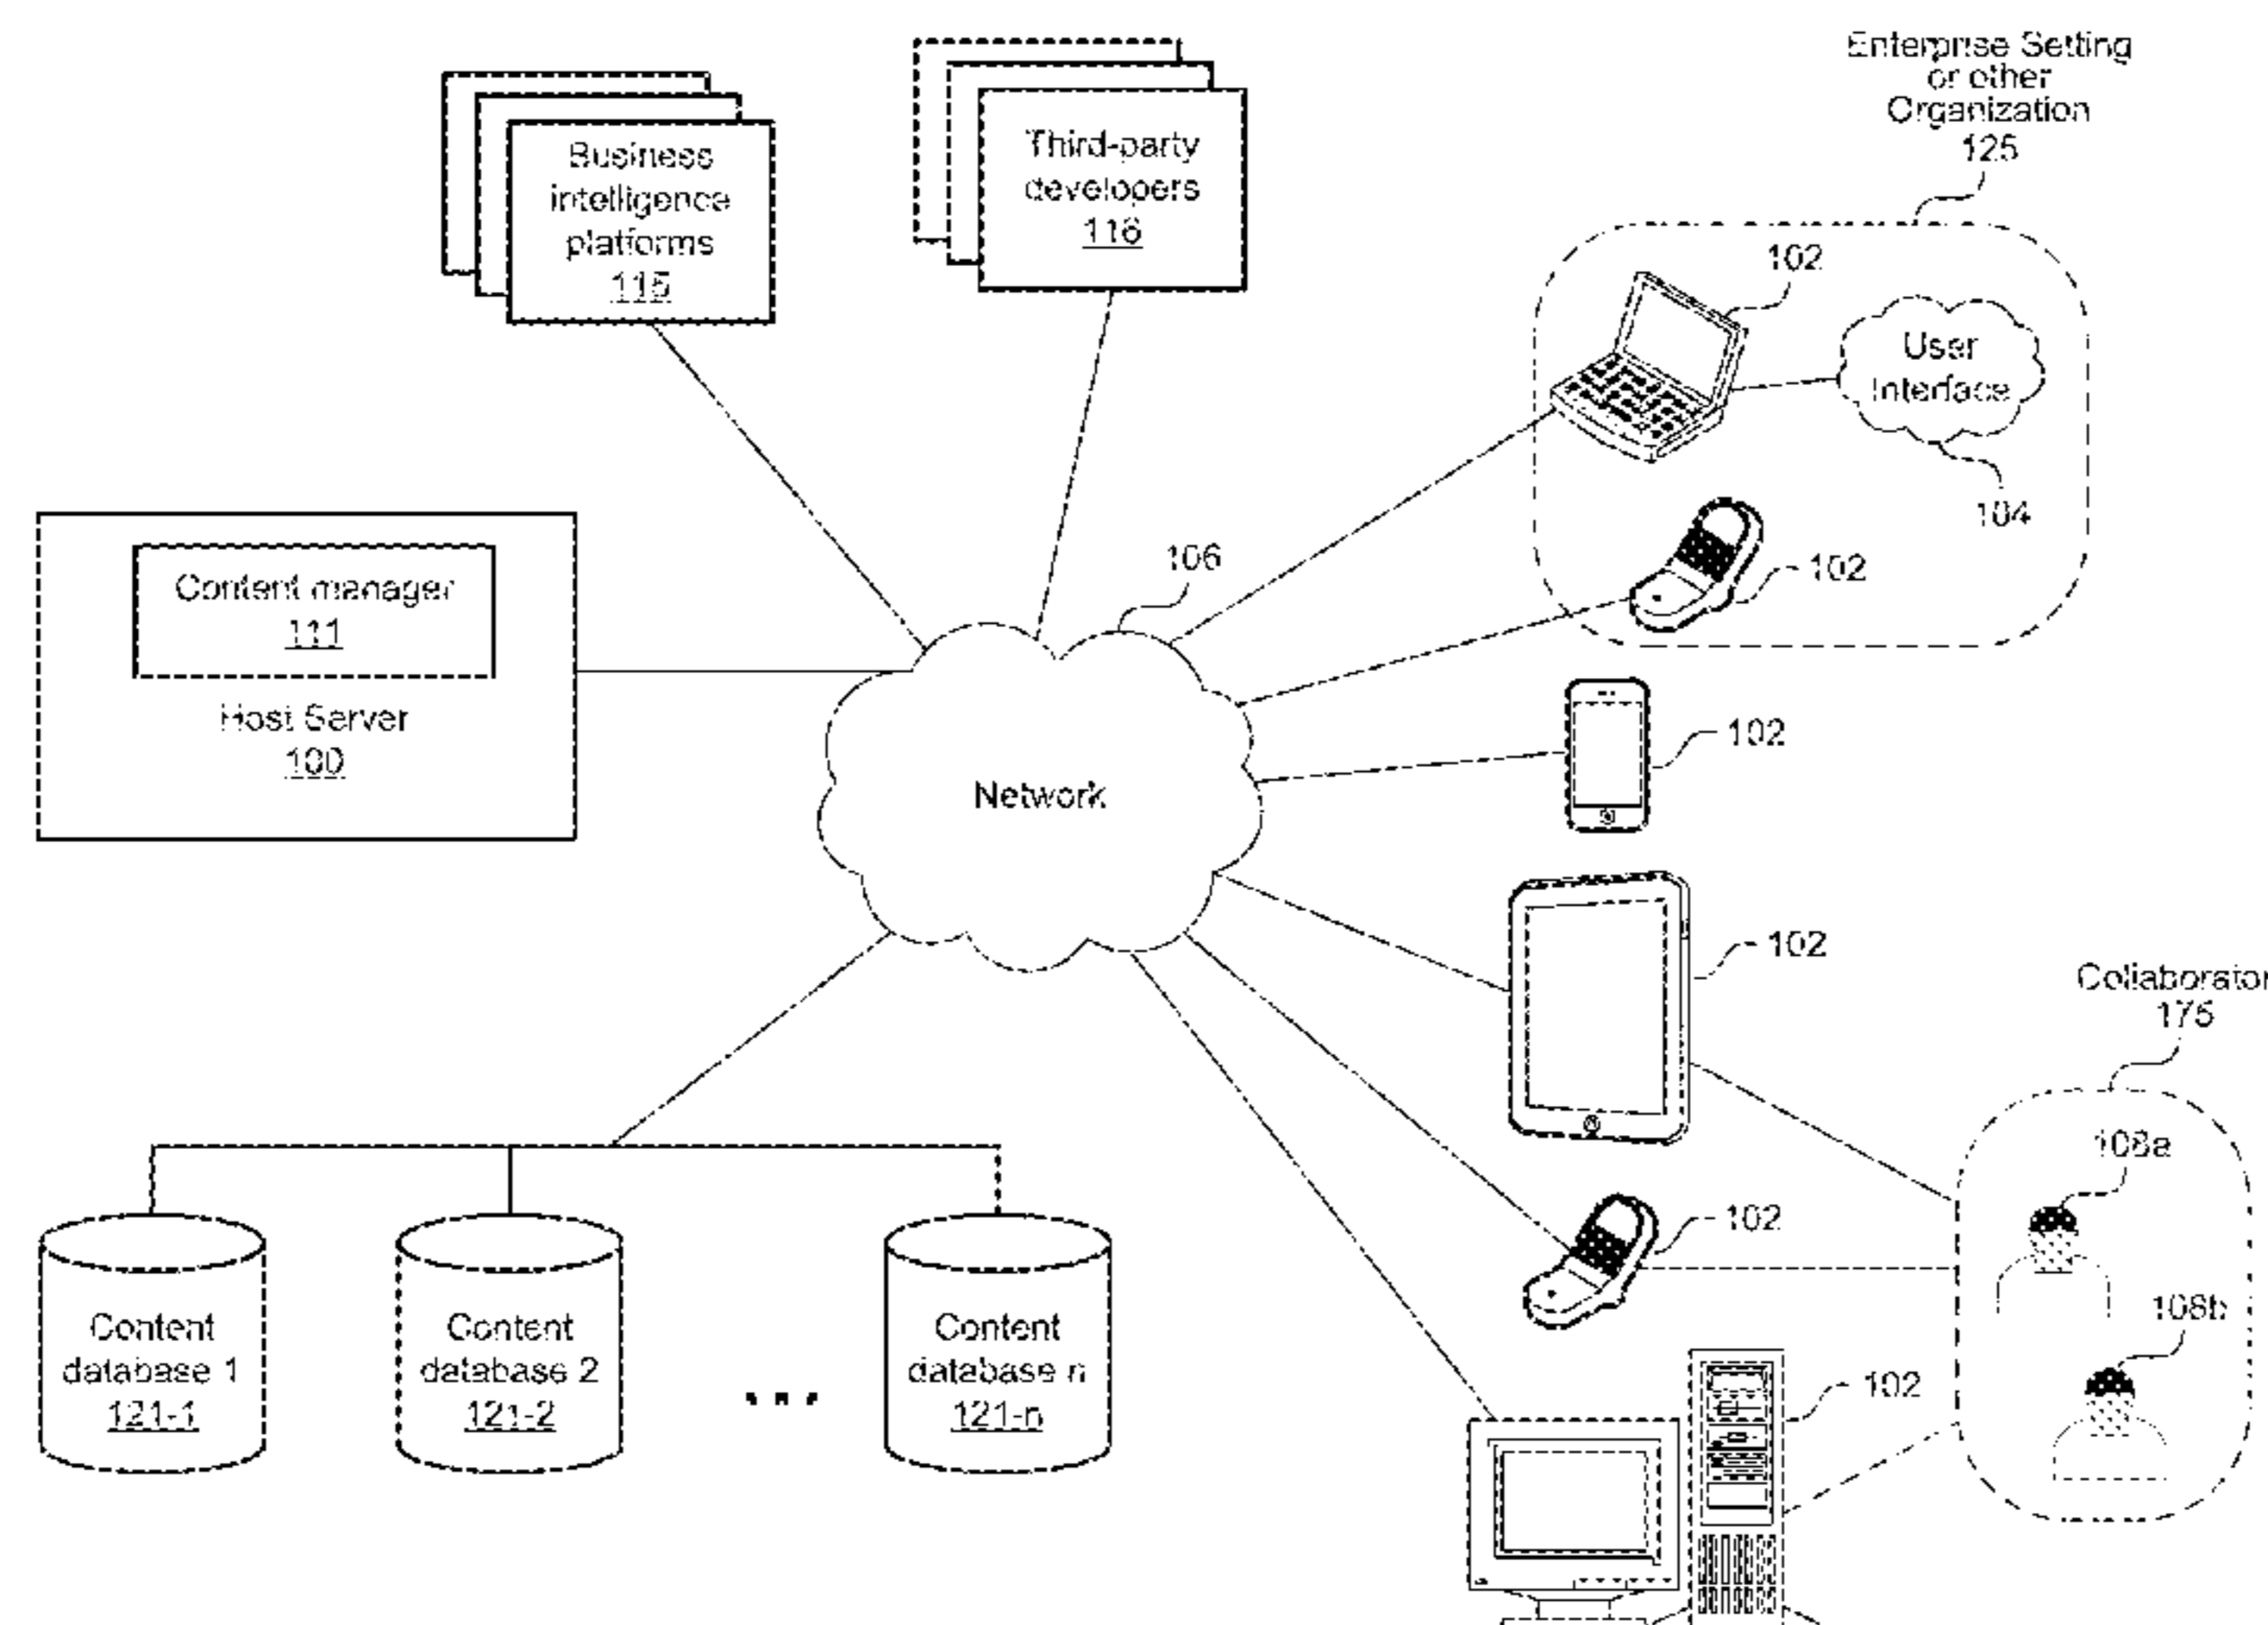 Business
intelligence
platforms
115
Third-party
developers
116
Enterprise Setting
or other
Organization
125
102
User
Interface
104
102
Content manager
111
Host Server
100
106
Network
102
102
Collaborator
175
108a
102
108b
102
Content
database 1
121-1
Content
database 2
121-2
...
Content
database n
121-n